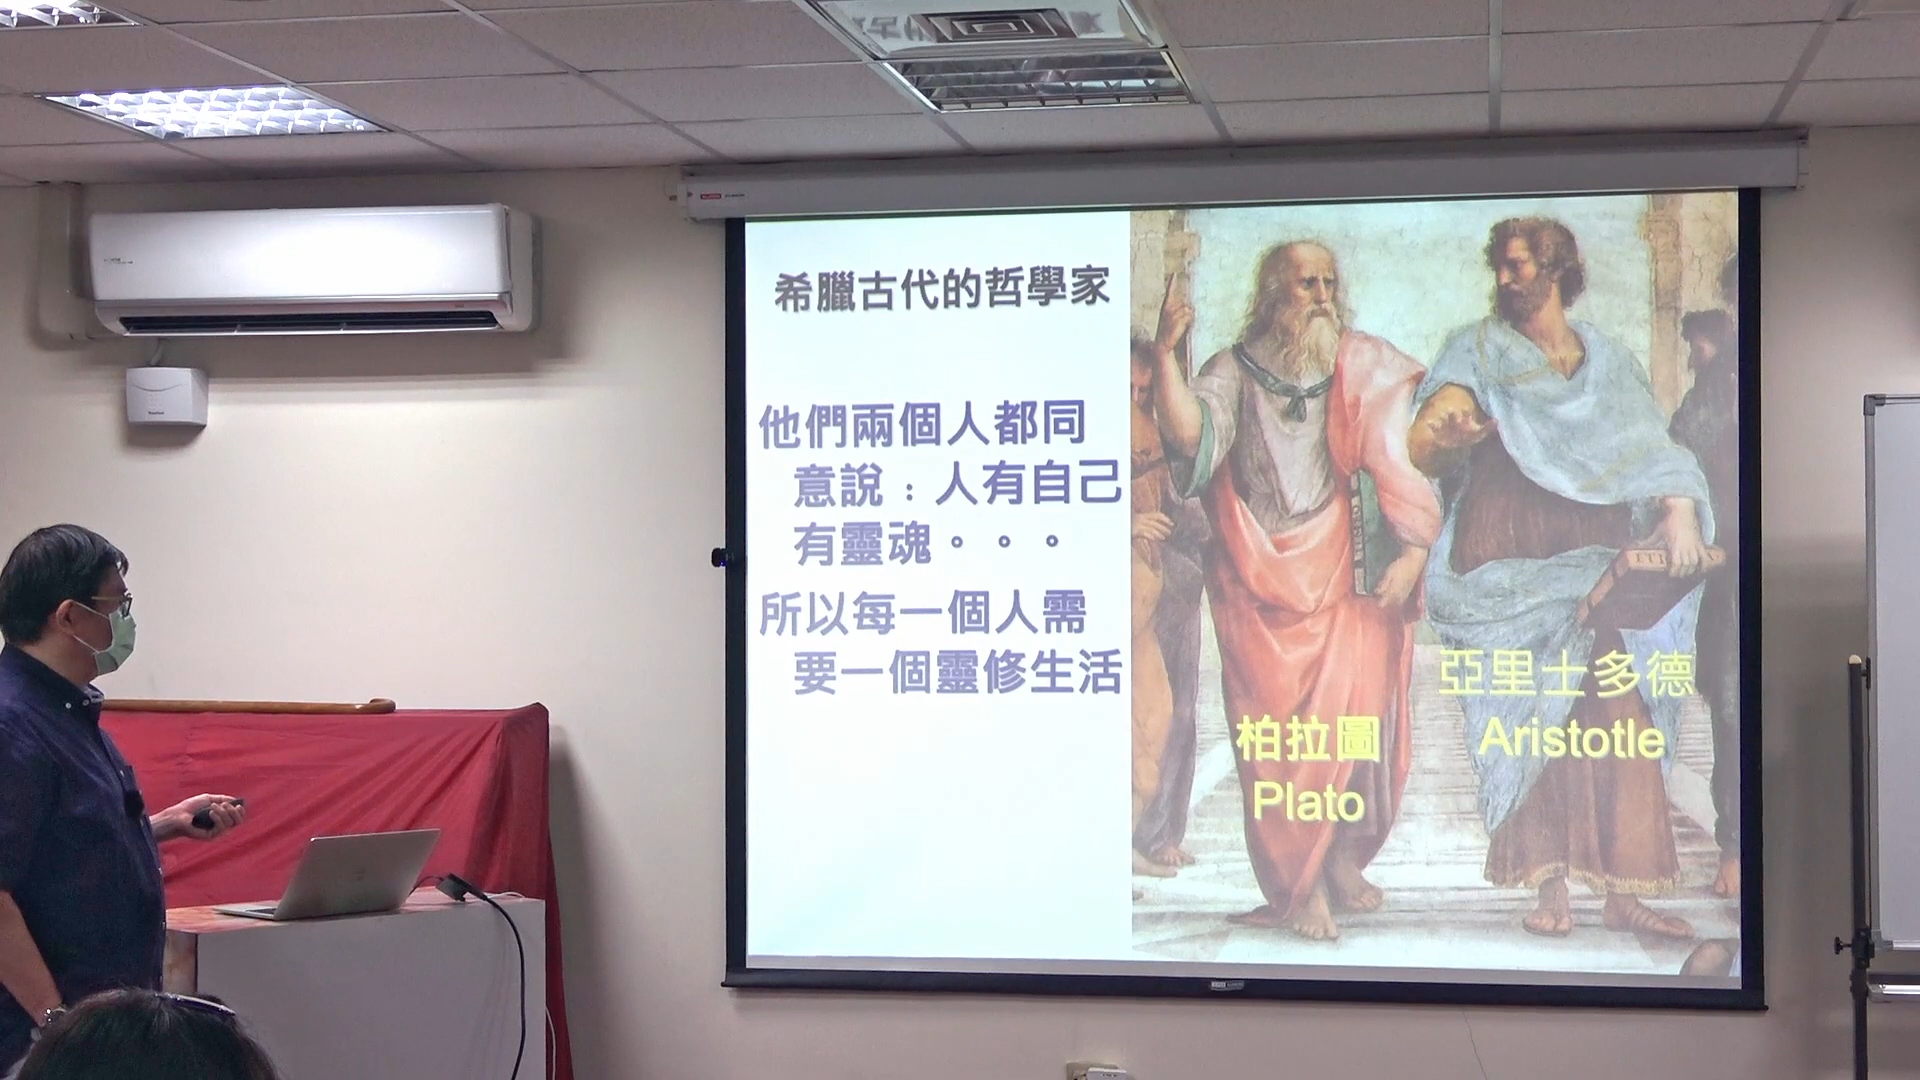 希臘古代的哲學家
他們兩個人都同
意說：人有自己
有靈魂。。。
所以每一個人需
要一個靈修生活
柏拉圖
Plato
亞里士多德
Aristotle